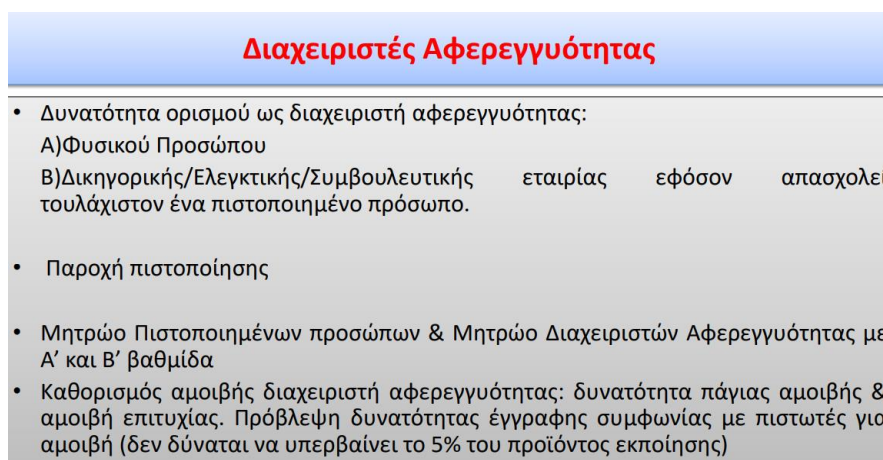 Διαχειριστές Αφερεγγυότητας
• Δυνατότητα ορισμού ως διαχειριστή αφερεγγυότητας:
Α)Φυσικού Προσώπου
Β)Δικηγορικής/Ελεγκτικής/Συμβουλευτικής εταιρίας εφόσον απασχολεί
τουλάχιστον ένα πιστοποιημένο πρόσωπο.
• Παροχή πιστοποίησης
• Μητρώο Πιστοποιημένων προσώπων & Μητρώο Διαχειριστών Αφερεγγυότητας με
Α’ και Β’ βαθμίδα
• Καθορισμός αμοιβής διαχειριστή αφερεγγυότητας: δυνατότητα πάγιας αμοιβής &
αμοιβή επιτυχίας. Πρόβλεψη δυνατότητας έγγραφης συμφωνίας με πιστωτές για
αμοιβή (δεν δύναται να υπερβαίνει το 5% του προϊόντος εκποίησης)